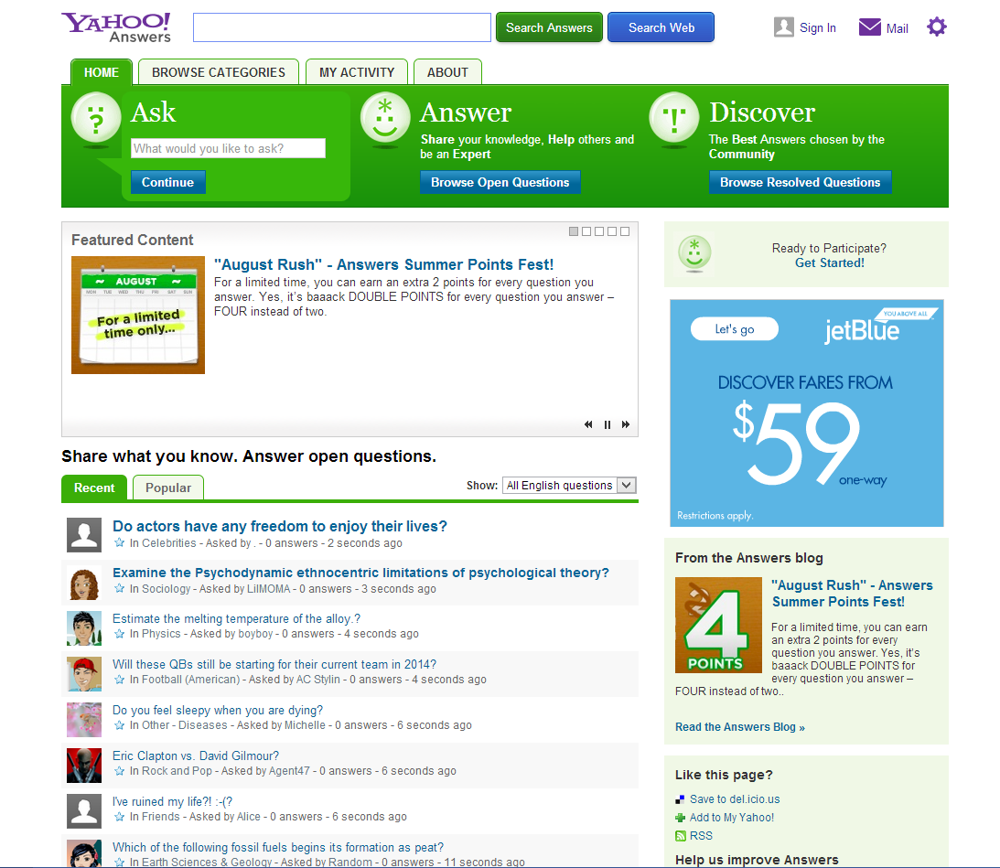 YAHOO!
Answers
Search Answers
Search Web
Sign In
Mail
HOME
BROWSE CATEGORIES
MY ACTIVITY
ABOUT
Ask
What would you like to ask?
Continue
Answer
Share your knowledge, Help others and
be an Expert
Browse Open Questions
Discover
The Best Answers chosen by the
Community
Browse Resolved Questions
Featured Content
AUGUST
MON TUE WED THU FRI SAT SUN
For a limited
time only...
"August Rush" - Answers Summer Points Fest!
For a limited time, you can earn an extra 2 points for every question you
answer. Yes, it's baaack DOUBLE POINTS for every question you answer –
FOUR instead of two.
Share what you know. Answer open questions.
Recent
Popular
Show: All English questions
Do actors have any freedom to enjoy their lives?
In Celebrities - Asked by . - 0 answers - 2 seconds ago
Examine the Psychodynamic ethnocentric limitations of psychological theory?
In Sociology - Asked by LilMOMA - 0 answers - 3 seconds ago
Estimate the melting temperature of the alloy.?
In Physics - Asked by boyboy - 0 answers - 4 seconds ago
Will these QBs still be starting for their current team in 2014?
In Football (American) - Asked by AC Stylin - 0 answers - 4 seconds ago
Do you feel sleepy when you are dying?
In Other - Diseases - Asked by Michelle - 0 answers - 6 seconds ago
Eric Clapton vs. David Gilmour?
In Rock and Pop - Asked by Agent47 - 0 answers - 6 seconds ago
I've ruined my life?! :-(?
In Friends - Asked by Alice - 0 answers - 6 seconds ago
Which of the following fossil fuels begins its formation as peat?
In Earth Sciences & Geology - Asked by Random - 0 answers - 11 seconds ago
Ready to Participate?
Get Started!
Let's go
YOU ABOVE ALL
jetBlue
DISCOVER FARES FROM
$59
one-way
Restrictions apply.
From the Answers blog
4
POINTS
"August Rush" - Answers
Summer Points Fest!
For a limited time, you can earn
an extra 2 points for every
question you answer. Yes, it's
baaack DOUBLE POINTS for
every question you answer –
FOUR instead of two..
Read the Answers Blog »
Like this page?
Save to del.icio.us
Add to My Yahoo!
RSS
Help us improve Answers